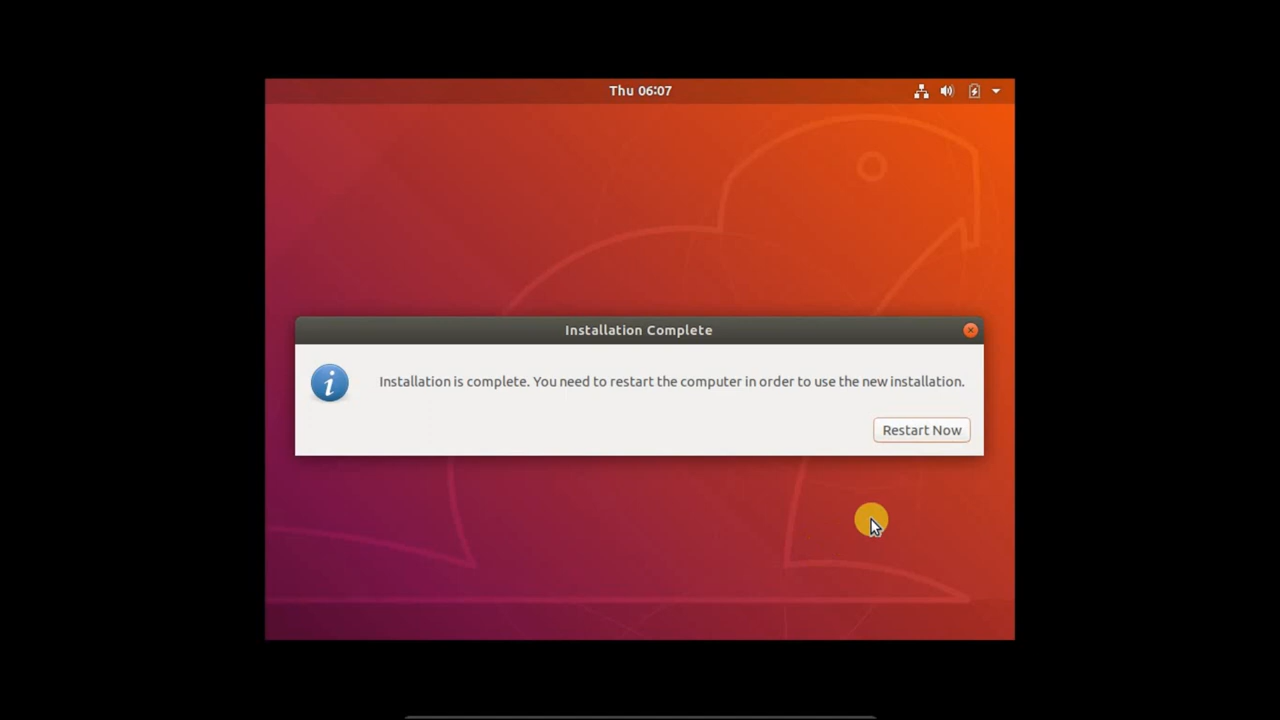 Thu 06:07
Installation Complete
Installation is complete. You need to restart the computer in order to use the new installation.
Restart Now